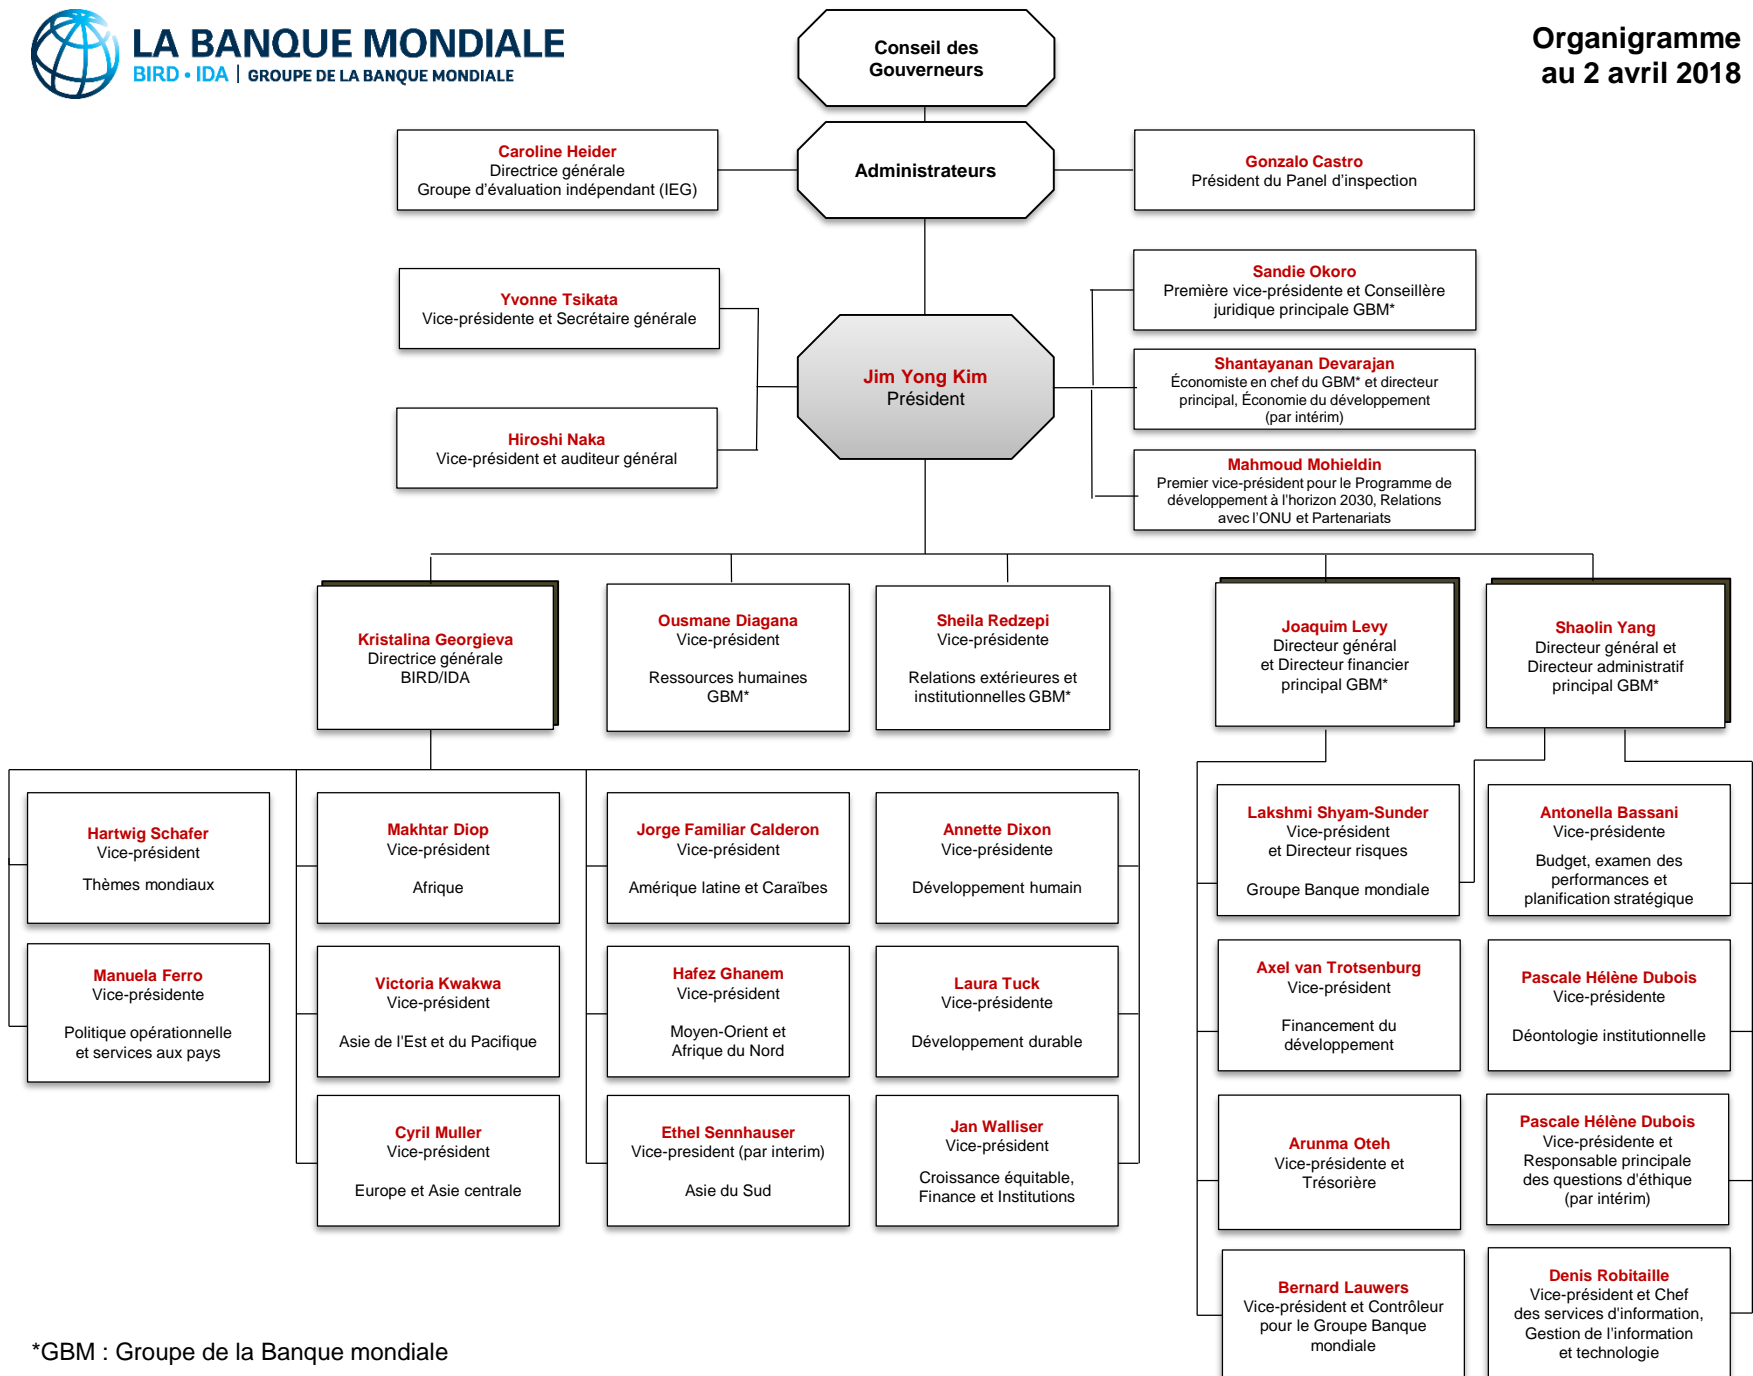 LA BANQUE MONDIALE
BIRD • IDA | GROUPE DE LA BANQUE MONDIALE
Organigramme
au 2 avril 2018
Conseil des
Gouverneurs
Caroline Heider
Directrice générale
Groupe d'évaluation indépendant (IEG)
Administrateurs
Gonzalo Castro
Président du Panel d'inspection
Yvonne Tsikata
Vice-présidente et Secrétaire générale
Sandie Okoro
Première vice-présidente et Conseillère
juridique principale GBM*
Jim Yong Kim
Président
Shantayanan Devarajan
Économiste en chef du GBM* et directeur
principal, Économie du développement
(par intérim)
Hiroshi Naka
Vice-président et auditeur général
Mahmoud Mohieldin
Premier vice-président pour le Programme de
développement à l'horizon 2030, Relations
avec l'ONU et Partenariats
Kristalina Georgieva
Directrice générale
BIRD/IDA
Ousmane Diagana
Vice-président
Ressources humaines
GBM*
Sheila Redzepi
Vice-présidente
Relations extérieures et
institutionnelles GBM*
Joaquim Levy
Directeur général
et Directeur financier
principal GBM*
Shaolin Yang
Directeur général et
Directeur administratif
principal GBM*
Hartwig Schafer
Vice-président
Thèmes mondiaux
Makhtar Diop
Vice-président
Afrique
Jorge Familiar Calderon
Vice-président
Amérique latine et Caraïbes
Annette Dixon
Vice-présidente
Développement humain
Lakshmi Shyam-Sunder
Vice-président
et Directeur risques
Groupe Banque mondiale
Antonella Bassani
Vice-présidente
Budget, examen des
performances et
planification stratégique
Manuela Ferro
Vice-présidente
Politique opérationnelle
et services aux pays
Victoria Kwakwa
Vice-président
Asie de l'Est et du Pacifique
Hafez Ghanem
Vice-président
Moyen-Orient et
Afrique du Nord
Laura Tuck
Vice-présidente
Développement durable
Axel van Trotsenburg
Vice-président
Financement du
développement
Pascale Hélène Dubois
Vice-présidente
Déontologie institutionnelle
Cyril Muller
Vice-président
Europe et Asie centrale
Ethel Sennhauser
Vice-president (par interim)
Asie du Sud
Jan Walliser
Vice-président
Croissance équitable,
Finance et Institutions
Arunma Oteh
Vice-présidente et
Trésorière
Pascale Hélène Dubois
Vice-présidente et
Responsable principale
des questions d'éthique
(par intérim)
Bernard Lauwers
Vice-président et Contrôleur
pour le Groupe Banque
mondiale
Denis Robitaille
Vice-président et Chef
des services d'information,
Gestion de l'information
et technologie
*GBM : Groupe de la Banque mondiale